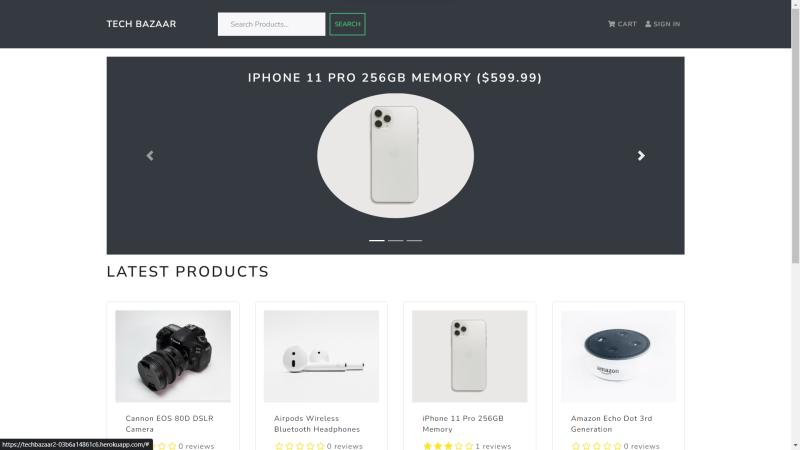 TECH BAZAAR
Search Products...
SEARCH
CART
SIGN IN
IPHONE 11 PRO 256GB MEMORY ($599.99)
LATEST PRODUCTS
amazon
Cannon EOS 80D DSLR
Camera
0 reviews
Airpods Wireless
Bluetooth Headphones
0 reviews
iPhone 11 Pro 256GB
Memory
1 reviews
Amazon Echo Dot 3rd
Generation
0 reviews
https://techbazaar2-03b6a14861c6.herokuapp.com/#